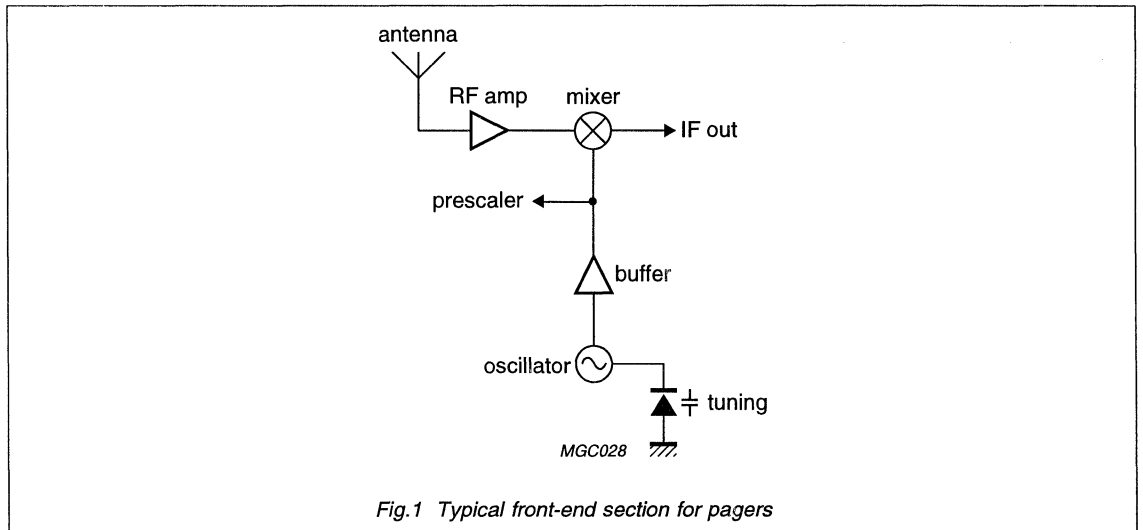 antenna
RF amp
mixer
IF out
prescaler
buffer
oscillator
tuning
MGC028
Fig.1 Typical front-end section for pagers